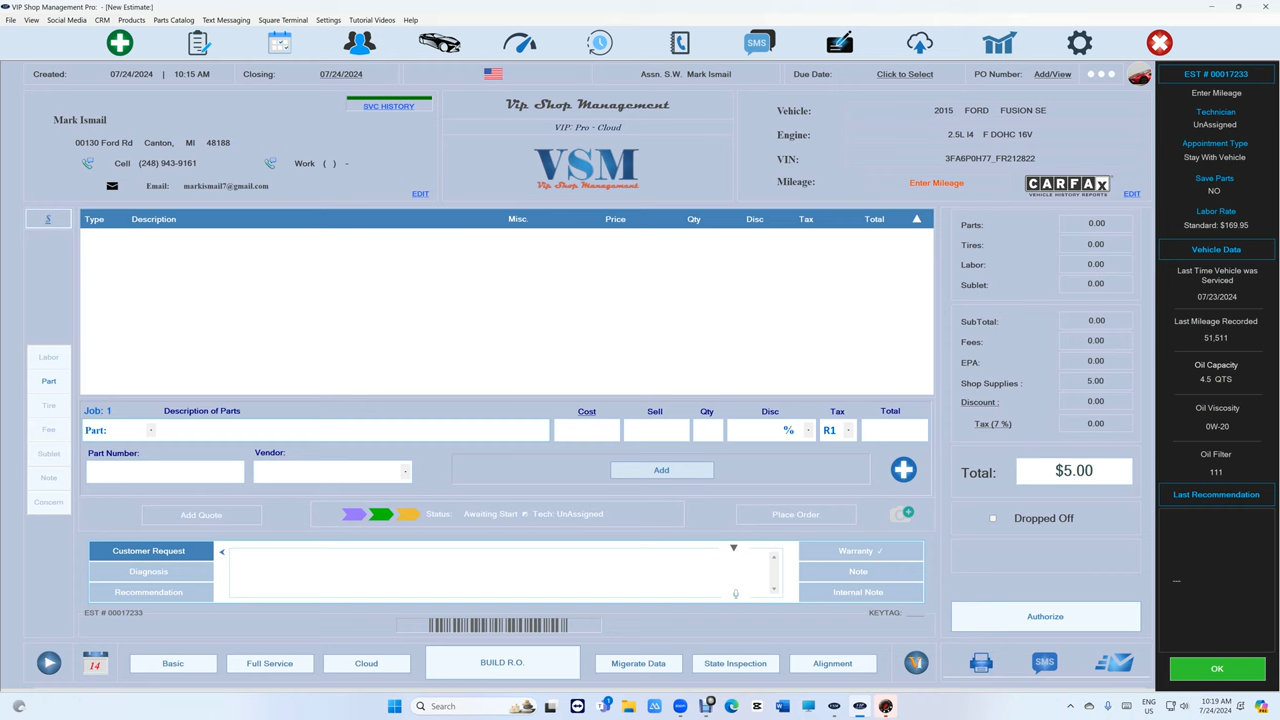 VIP Shop Management Pro: - [New Estimate:]
File View Social Media CRM Products Parts Catalog Text Messaging Square Terminal Settings Tutorial Videos Help
SMS
Created: 07/24/2024 | 10:15 AM Closing: 07/24/2024 Assn. S.W. Mark Ismail Due Date: Click to Select PO Number: Add/View
SVC HISTORY
Mark Ismail
00130 Ford Rd Canton, MI 48188
Cell (248) 943-9161 Work ( ) -
Email: markismail7@gmail.com
EDIT
Vip Shop Management
VIP: Pro - Cloud
VSM
Vip Shop Management
Vehicle: 2015 FORD FUSION SE
Engine: 2.5L I4 F DOHC 16V
VIN: 3FA6P0H77_FR212822
Mileage: Enter Mileage
CARFAX
VEHICLE HISTORY REPORTS
EDIT
$
Type Description Misc. Price Qty Disc Tax Total
Labor
Part
Tire
Fee
Sublet
Note
Concern
Job: 1 Description of Parts Cost Sell Qty Disc Tax Total
Part: % R1
Part Number: Vendor:
Add
Add Quote
Status: Awaiting Start Tech: UnAssigned
Place Order
Customer Request
Diagnosis
Recommendation
Warranty ✓
Note
Internal Note
EST # 00017233
KEYTAG: ____
Parts: 0.00
Tires: 0.00
Labor: 0.00
Sublet: 0.00
SubTotal: 0.00
Fees: 0.00
EPA: 0.00
Shop Supplies : 5.00
Discount : 0.00
Tax (7 %) 0.00
Total: $5.00
Dropped Off
Authorize
14
Basic
Full Service
Cloud
BUILD R.O.
Migerate Data
State Inspection
Alignment
SMS
EST # 00017233
Enter Mileage
Technician
UnAssigned
Appointment Type
Stay With Vehicle
Save Parts
NO
Labor Rate
Standard: $169.95
Vehicle Data
Last Time Vehicle was
Serviced
07/23/2024
Last Mileage Recorded
51,511
Oil Capacity
4.5 QTS
Oil Viscosity
0W-20
Oil Filter
111
Last Recommendation
---
OK
Search
ENG
US
10:19 AM
7/24/2024